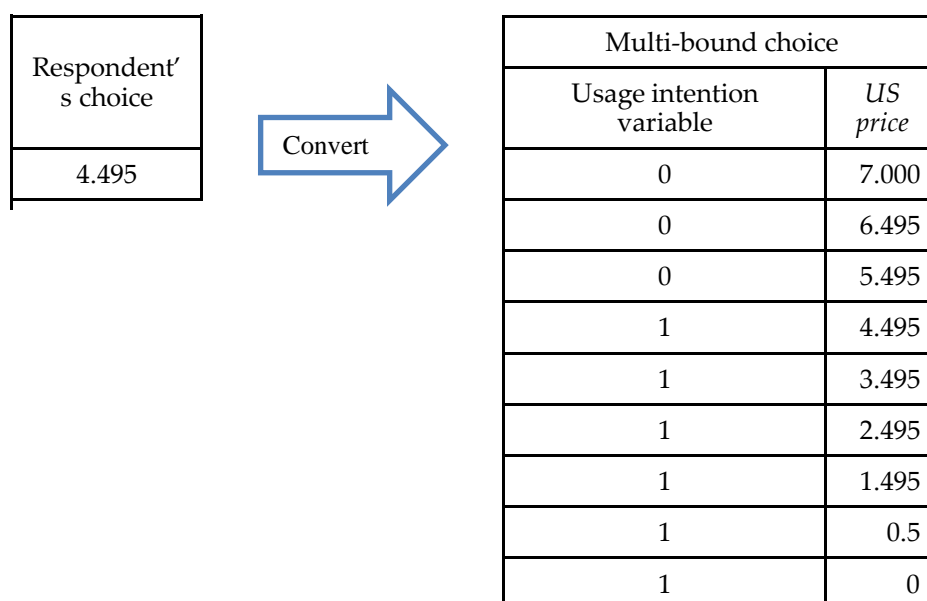 Respondent'
s choice
4.495
Convert
Multi-bound choice
Usage intention
variable
US
price
0 7.000
0 6.495
0 5.495
1 4.495
1 3.495
1 2.495
1 1.495
1 0.5
1 0